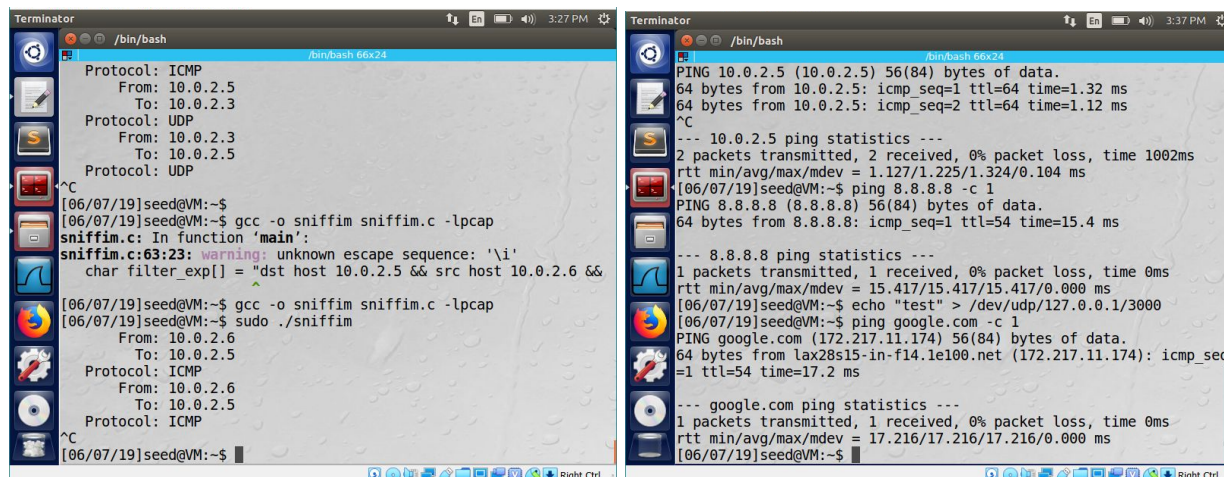 Terminator
En
3:27 PM
/bin/bash
/bin/bash 66x24
Protocol: ICMP
From: 10.0.2.5
To: 10.0.2.3
Protocol: UDP
From: 10.0.2.3
To: 10.0.2.5
Protocol: UDP
^C
[06/07/19]seed@VM:~$
[06/07/19]seed@VM:~$ gcc -o sniffim sniffim.c -lpcap
sniffim.c: In function ‘main’:
sniffim.c:63:23: warning: unknown escape sequence: '\i'
char filter_exp[] = "dst host 10.0.2.5 && src host 10.0.2.6 &&
^
[06/07/19]seed@VM:~$ gcc -o sniffim sniffim.c -lpcap
[06/07/19]seed@VM:~$ sudo ./sniffim
From: 10.0.2.6
To: 10.0.2.5
Protocol: ICMP
From: 10.0.2.6
To: 10.0.2.5
Protocol: ICMP
^C
[06/07/19]seed@VM:~$
Right Ctrl
Terminator
En
3:37 PM
/bin/bash
/bin/bash 66x24
PING 10.0.2.5 (10.0.2.5) 56(84) bytes of data.
64 bytes from 10.0.2.5: icmp_seq=1 ttl=64 time=1.32 ms
64 bytes from 10.0.2.5: icmp_seq=2 ttl=64 time=1.12 ms
^C
--- 10.0.2.5 ping statistics ---
2 packets transmitted, 2 received, 0% packet loss, time 1002ms
rtt min/avg/max/mdev = 1.127/1.225/1.324/0.104 ms
[06/07/19]seed@VM:~$ ping 8.8.8.8 -c 1
PING 8.8.8.8 (8.8.8.8) 56(84) bytes of data.
64 bytes from 8.8.8.8: icmp_seq=1 ttl=54 time=15.4 ms

--- 8.8.8.8 ping statistics ---
1 packets transmitted, 1 received, 0% packet loss, time 0ms
rtt min/avg/max/mdev = 15.417/15.417/15.417/0.000 ms
[06/07/19]seed@VM:~$ echo "test" > /dev/udp/127.0.0.1/3000
[06/07/19]seed@VM:~$ ping google.com -c 1
PING google.com (172.217.11.174) 56(84) bytes of data.
64 bytes from lax28s15-in-f14.1e100.net (172.217.11.174): icmp_seq
=1 ttl=54 time=17.2 ms

--- google.com ping statistics ---
1 packets transmitted, 1 received, 0% packet loss, time 0ms
rtt min/avg/max/mdev = 17.216/17.216/17.216/0.000 ms
[06/07/19]seed@VM:~$
Right Ctrl